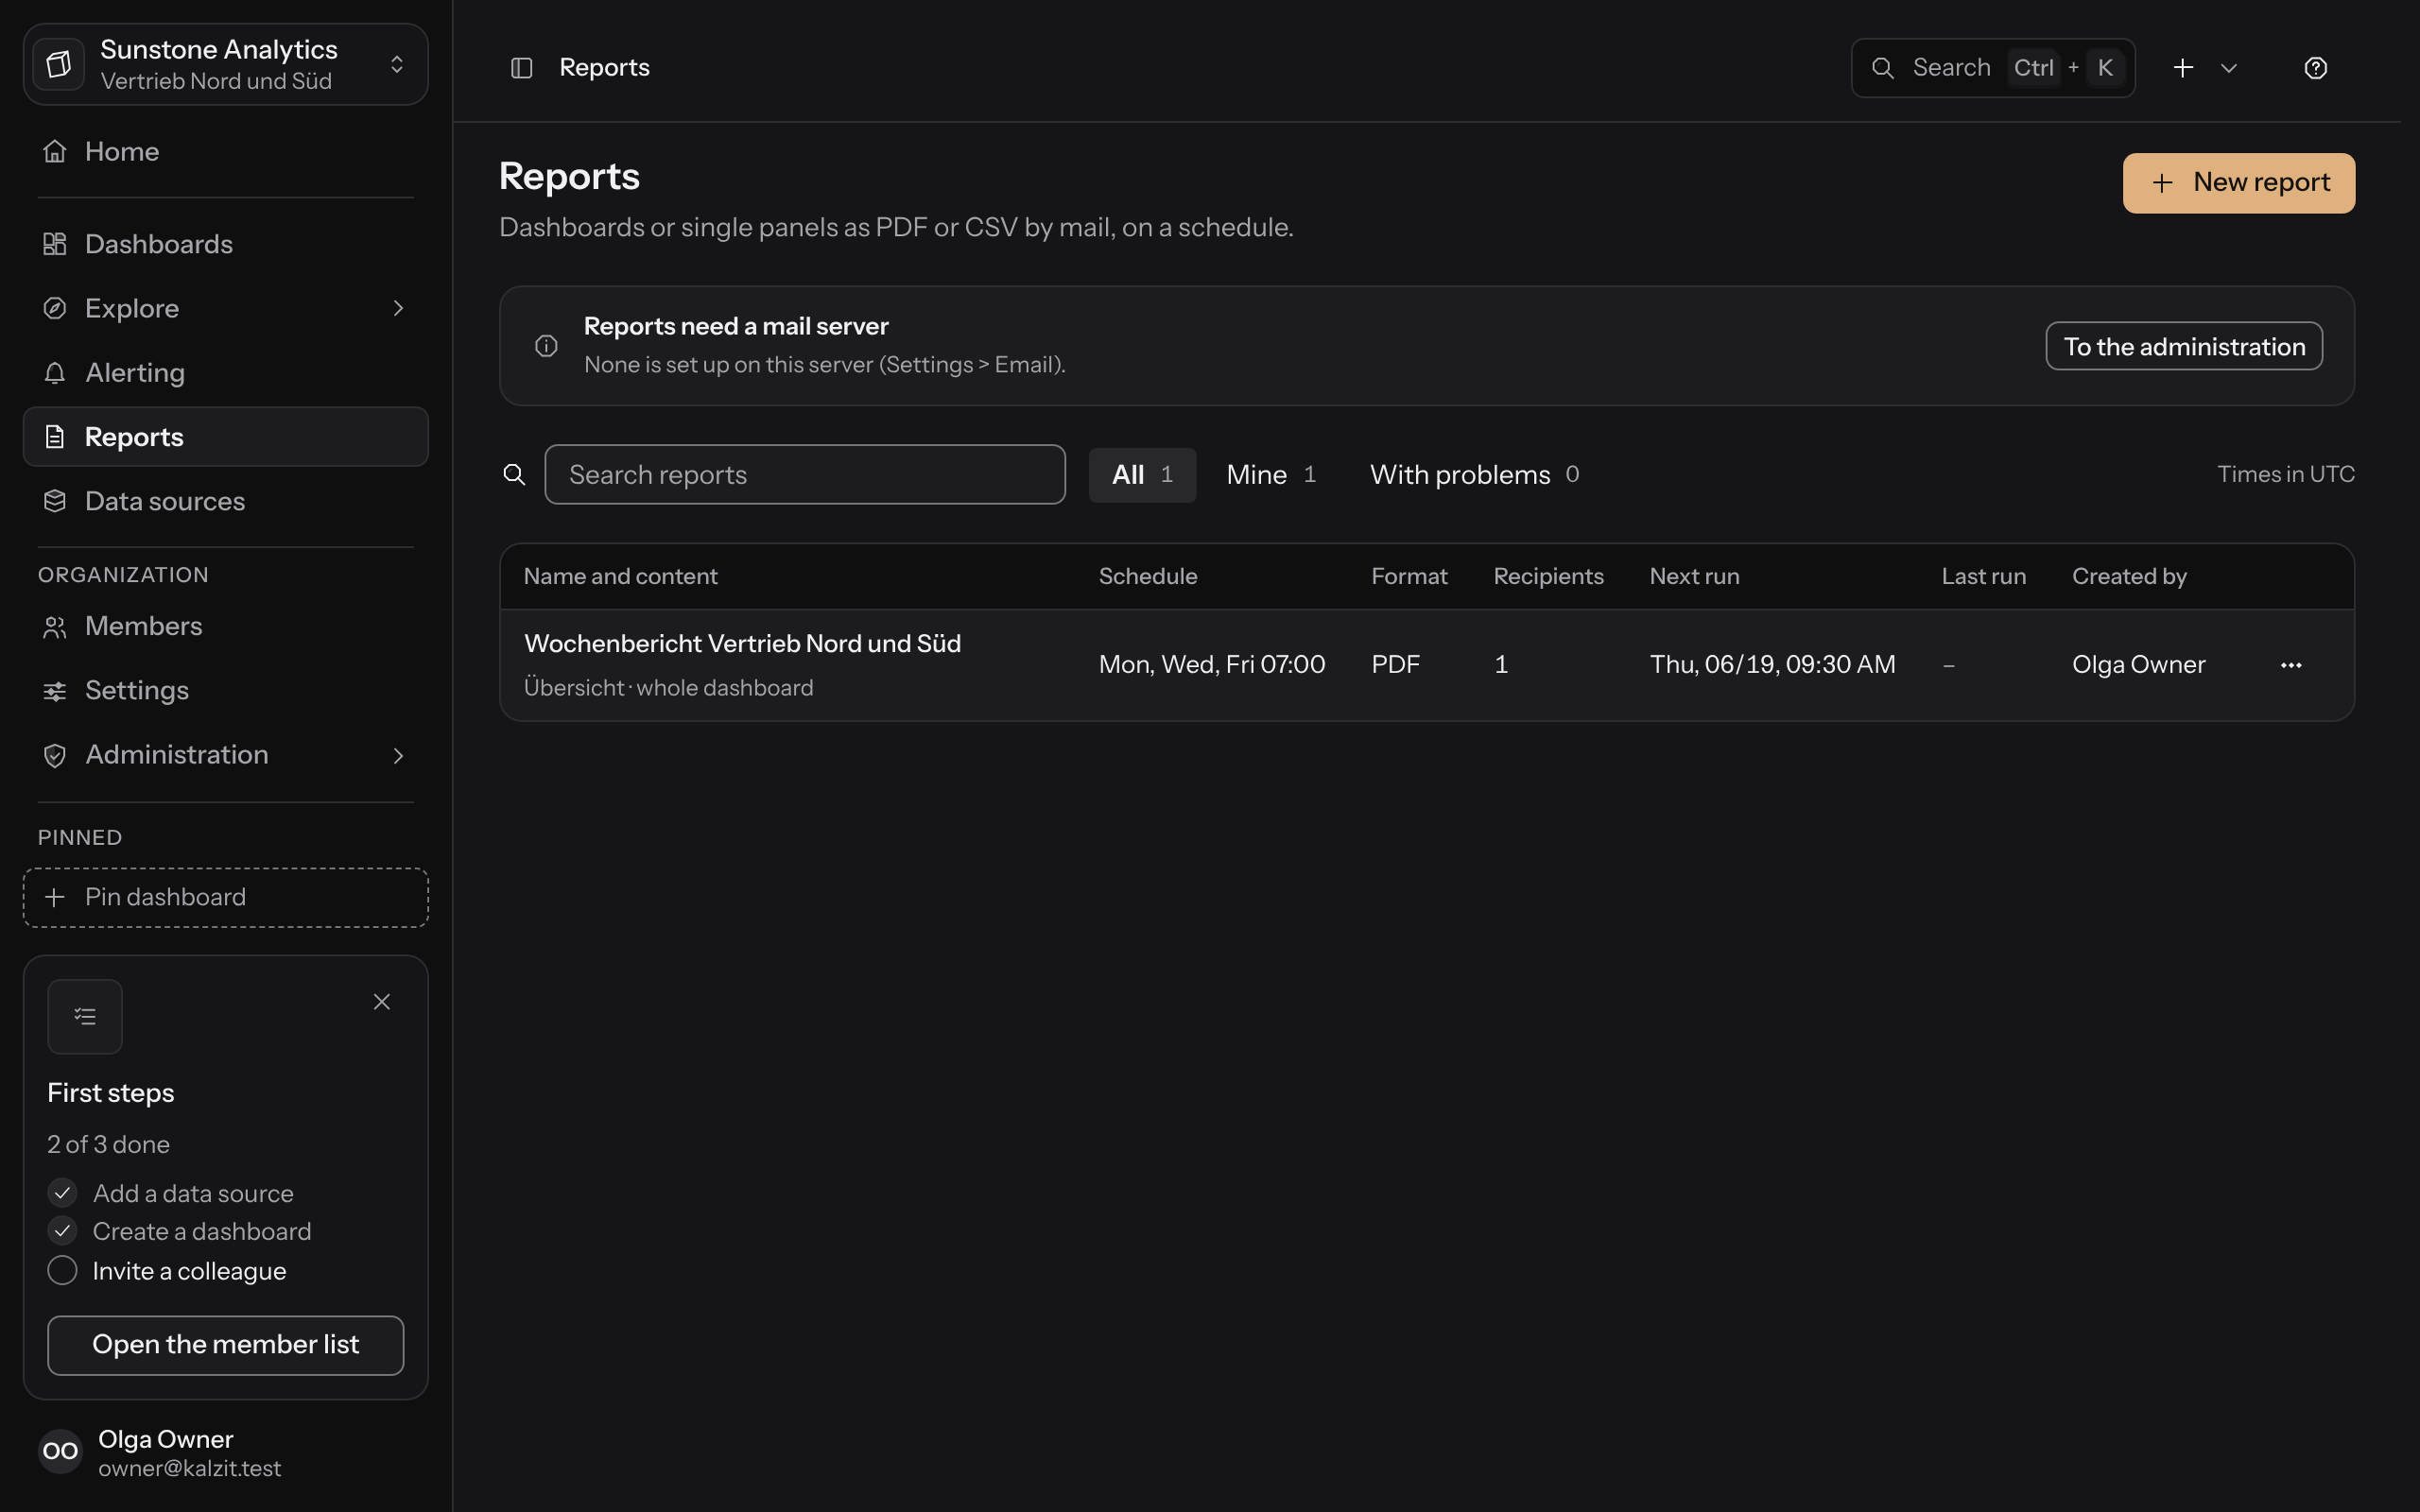 Sunstone Analytics
Vertrieb Nord und Süd
Home
Dashboards
Explore
Alerting
Reports
Data sources
ORGANIZATION
Members
Settings
Administration
PINNED
Pin dashboard
First steps
2 of 3 done
Add a data source
Create a dashboard
Invite a colleague
Open the member list
OO
Olga Owner
owner@kalzit.test
Reports
Search Ctrl + K
Reports
Dashboards or single panels as PDF or CSV by mail, on a schedule.
New report
Reports need a mail server
None is set up on this server (Settings > Email).
To the administration
Search reports
All 1 Mine 1 With problems 0
Times in UTC
Name and content Schedule Format Recipients Next run Last run Created by
Wochenbericht Vertrieb Nord und Süd
Übersicht · whole dashboard
Mon, Wed, Fri 07:00 PDF 1 Thu, 06/19, 09:30 AM – Olga Owner